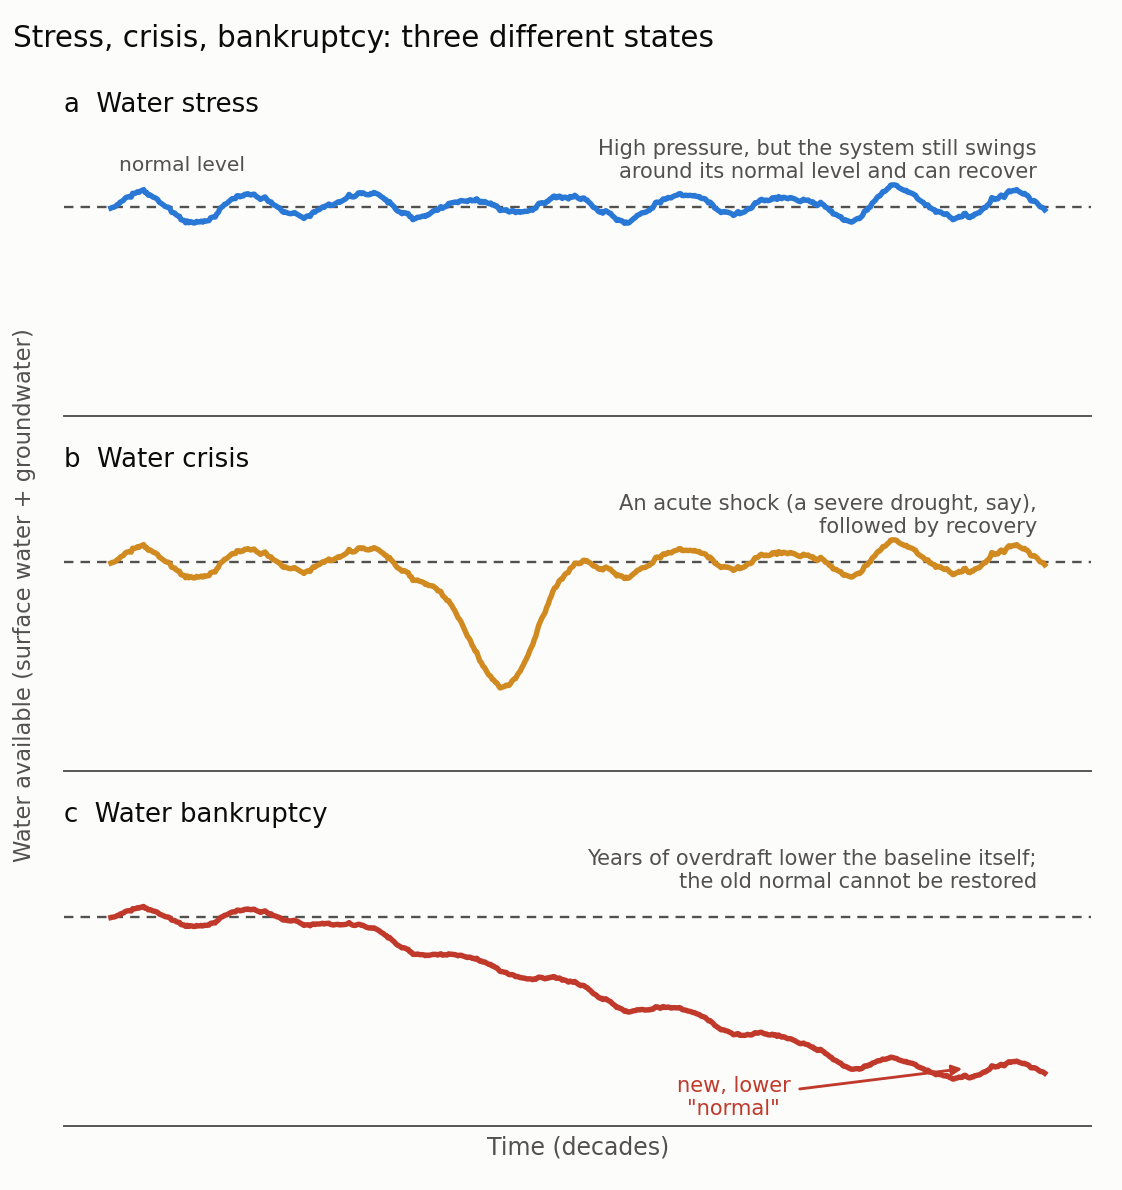 Stress, crisis, bankruptcy: three different states
a Water stress
normal level
High pressure, but the system still swings
around its normal level and can recover
Water available (surface water + groundwater)
b Water crisis
An acute shock (a severe drought, say),
followed by recovery
c Water bankruptcy
Years of overdraft lower the baseline itself;
the old normal cannot be restored
new, lower
"normal"
Time (decades)